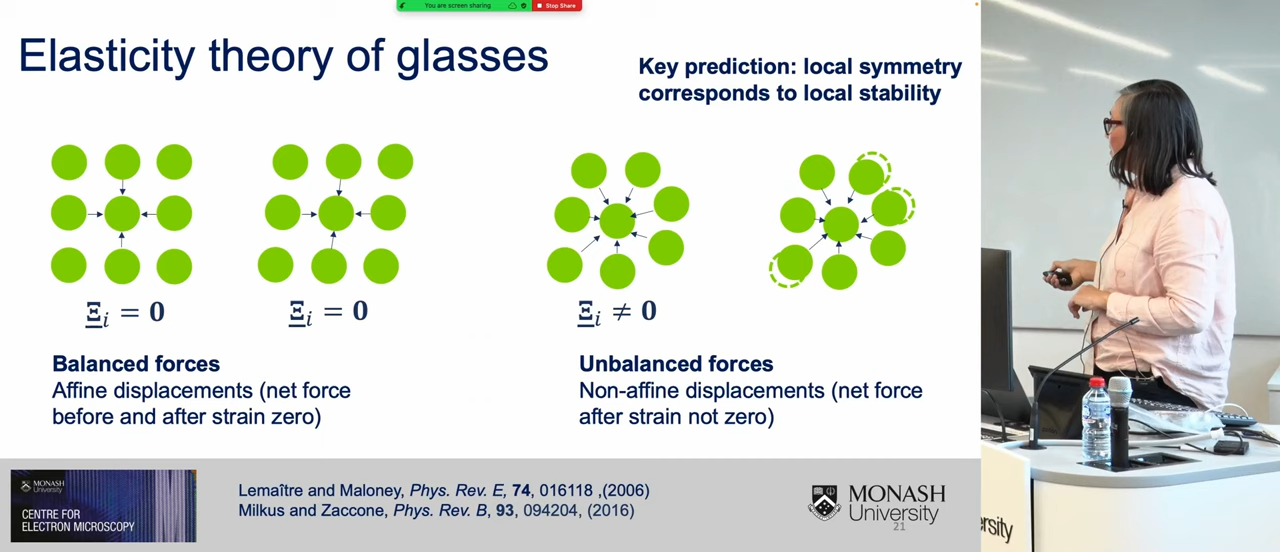 You are screen sharing
Stop Share
Elasticity theory of glasses
Key prediction: local symmetry
corresponds to local stability
Ξᵢ = 0
Ξᵢ = 0
Ξᵢ ≠ 0
Balanced forces
Affine displacements (net force
before and after strain zero)
Unbalanced forces
Non-affine displacements (net force
after strain not zero)
MONASH
University
CENTRE FOR
ELECTRON MICROSCOPY
Lemaître and Maloney, Phys. Rev. E, 74, 016118 ,(2006)
Milkus and Zaccone, Phys. Rev. B, 93, 094204, (2016)
MONASH
University
21
ersity